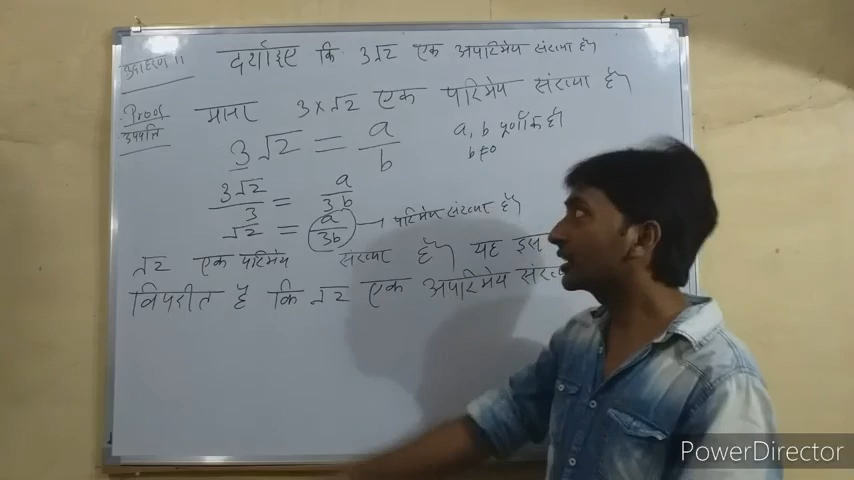 उदाहरण 11 दर्शाइए कि 3√2 एक अपरिमेय संख्या है।
Proof माना 3×√2 एक परिमेय संख्या है।
उपपत्ति
3√2 = a/b a, b पूर्णांक हैं
b≠0
3√2/3 = a/3b
√2 = a/3b → परिमेय संख्या है।
√2 एक परिमेय संख्या है। यह इस
विपरीत है कि √2 एक अपरिमेय
PowerDirector